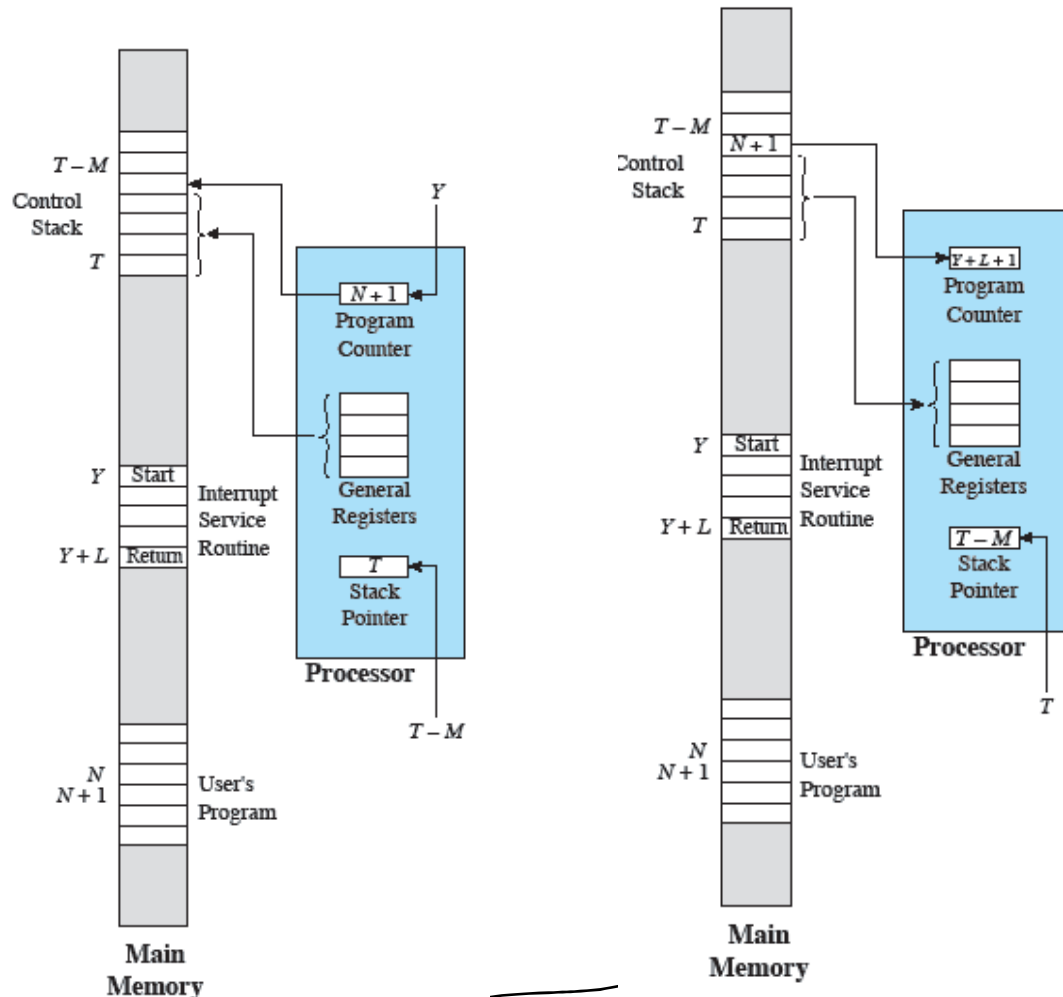 T – M
Control
Stack
T
Y
N + 1
Program
Counter
General
Registers
T
Stack
Pointer
Processor
T – M
Y
Start
Interrupt
Service
Routine
Y + L
Return
N
N + 1
User's
Program
Main
Memory
T – M
N + 1
Control
Stack
T
Y + L + 1
Program
Counter
General
Registers
T – M
Stack
Pointer
Processor
T
Y
Start
Interrupt
Service
Routine
Y + L
Return
N
N + 1
User's
Program
Main
Memory